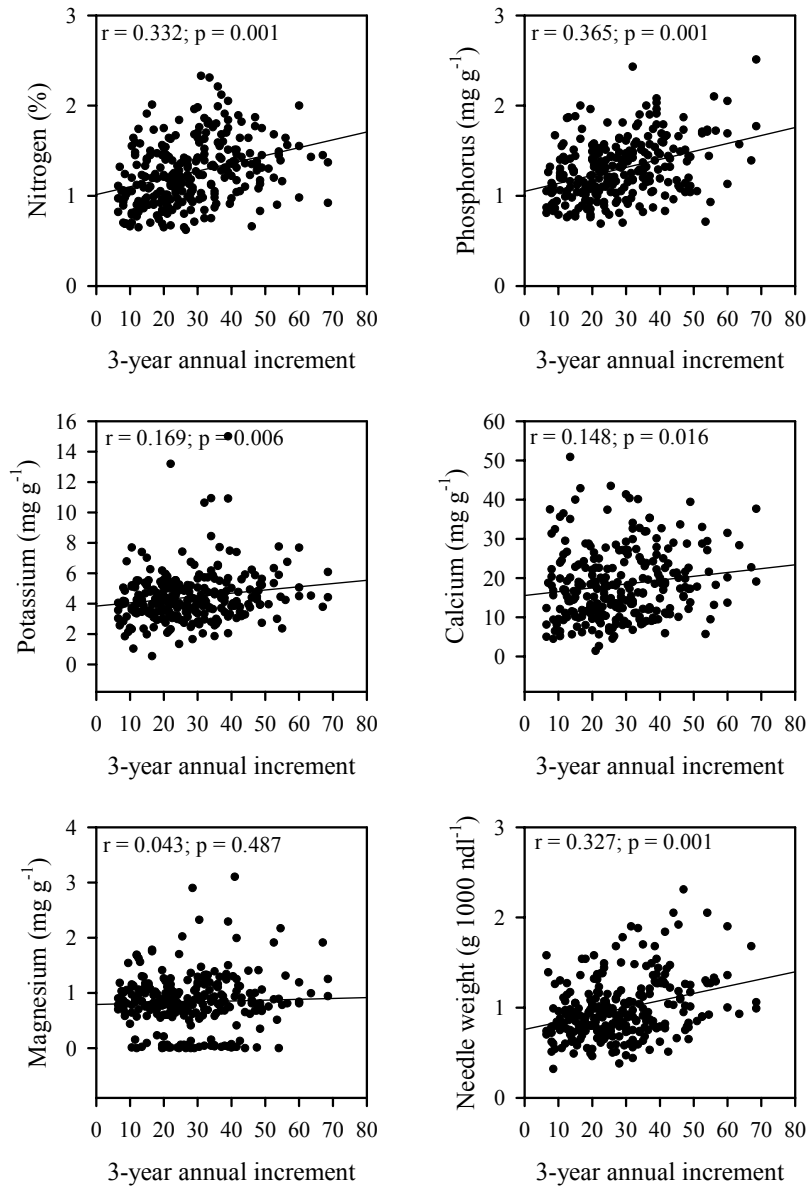 r = 0.332; p = 0.001
Nitrogen (%)
3
2
1
0
0 10 20 30 40 50 60 70 80
3-year annual increment
r = 0.365; p = 0.001
Phosphorus (mg g⁻¹)
3
2
1
0
0 10 20 30 40 50 60 70 80
3-year annual increment
r = 0.169; p = 0.006
Potassium (mg g⁻¹)
16
14
12
10
8
6
4
2
0
0 10 20 30 40 50 60 70 80
3-year annual increment
r = 0.148; p = 0.016
Calcium (mg g⁻¹)
60
50
40
30
20
10
0
0 10 20 30 40 50 60 70 80
3-year annual increment
r = 0.043; p = 0.487
Magnesium (mg g⁻¹)
4
3
2
1
0
0 10 20 30 40 50 60 70 80
3-year annual increment
r = 0.327; p = 0.001
Needle weight (g 1000 ndl⁻¹)
3
2
1
0
0 10 20 30 40 50 60 70 80
3-year annual increment